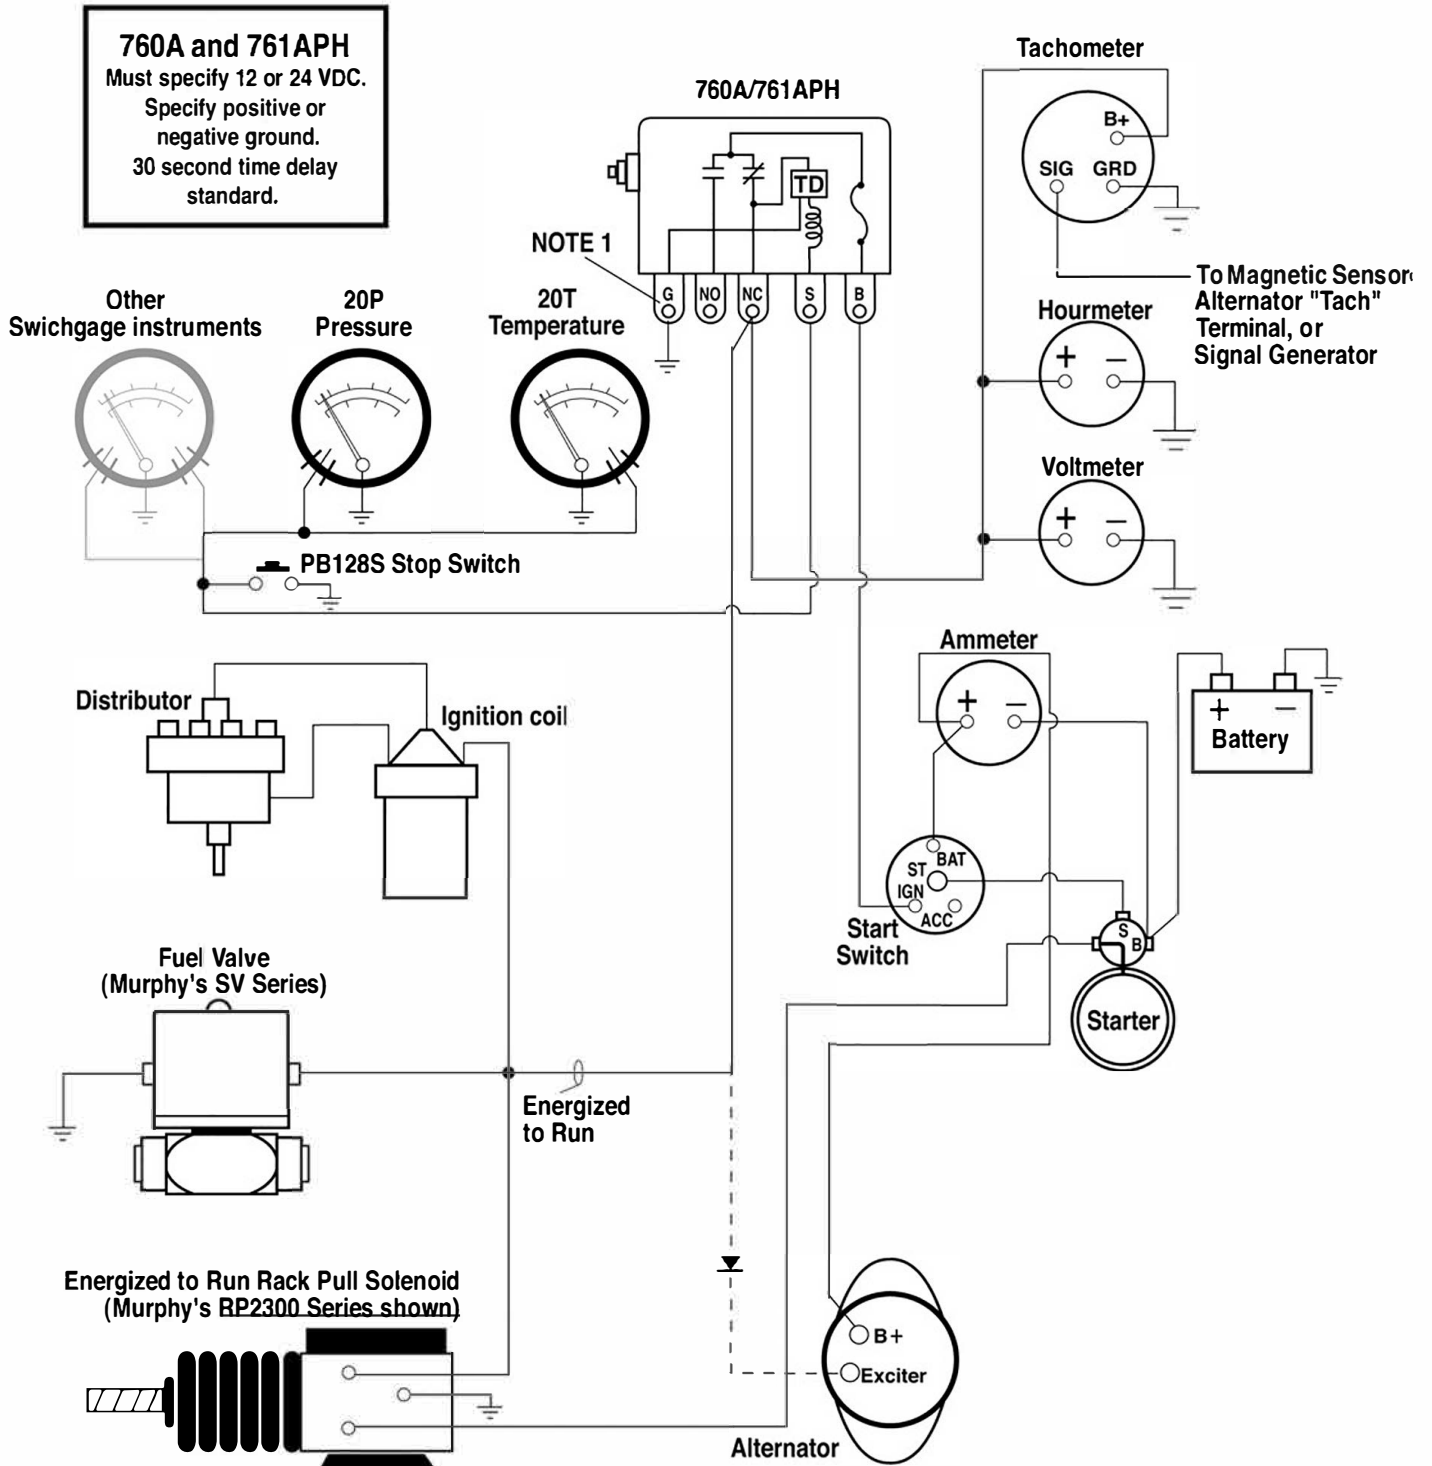 760A and 761APH
Must specify 12 or 24 VDC.
Specify positive or
negative ground.
30 second time delay
standard.
760A/761APH
TD
NOTE 1
G
NO
NC
S
B
Tachometer
B+
SIG
GRD
To Magnetic Sensor
Alternator "Tach"
Terminal, or
Signal Generator
Hourmeter
+
−
Voltmeter
+
−
Other
Swichgage instruments
20P
Pressure
20T
Temperature
PB128S Stop Switch
Distributor
Ignition coil
Ammeter
+
−
+
−
Battery
BAT
ST
IGN
ACC
Start
Switch
S
B
Starter
Fuel Valve
(Murphy's SV Series)
Energized
to Run
Energized to Run Rack Pull Solenoid
(Murphy's RP2300 Series shown)
B+
Exciter
Alternator